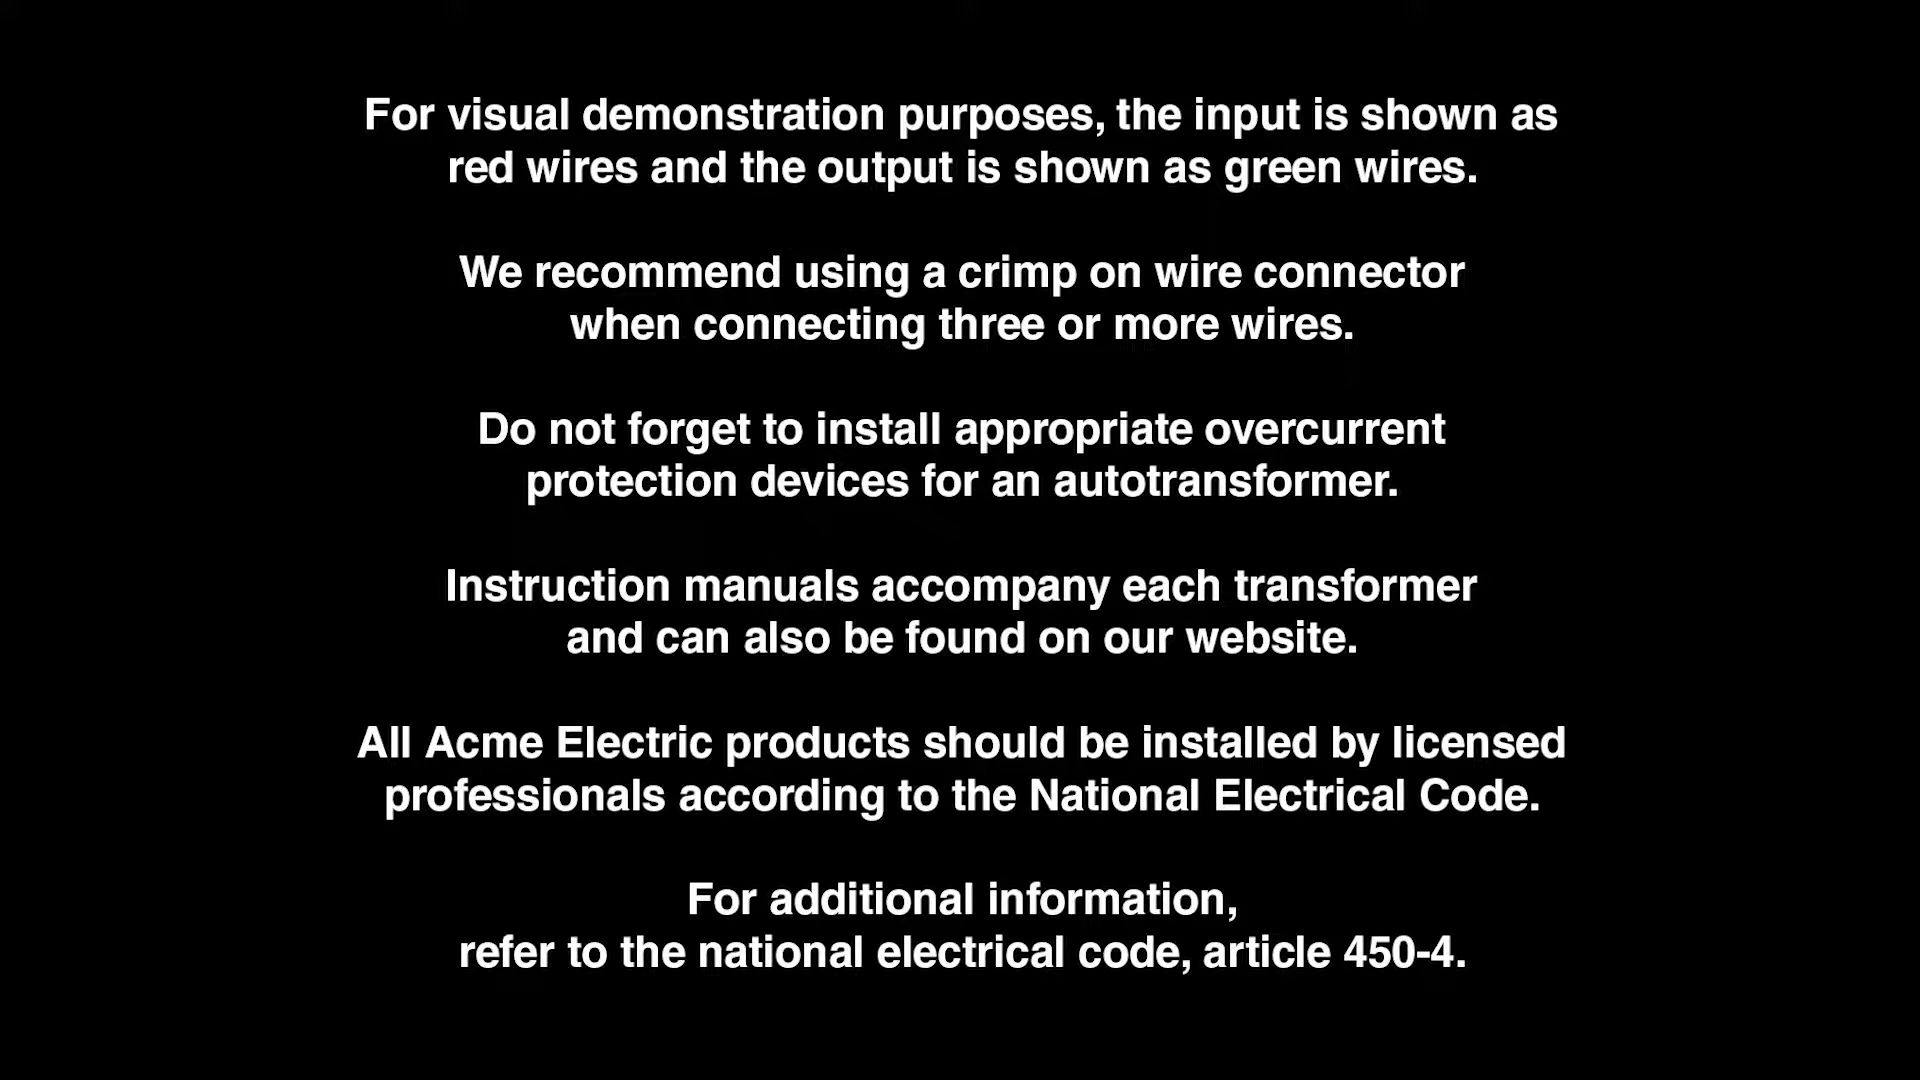 For visual demonstration purposes, the input is shown as
red wires and the output is shown as green wires.
We recommend using a crimp on wire connector
when connecting three or more wires.
Do not forget to install appropriate overcurrent
protection devices for an autotransformer.
Instruction manuals accompany each transformer
and can also be found on our website.
All Acme Electric products should be installed by licensed
professionals according to the National Electrical Code.
For additional information,
refer to the national electrical code, article 450-4.